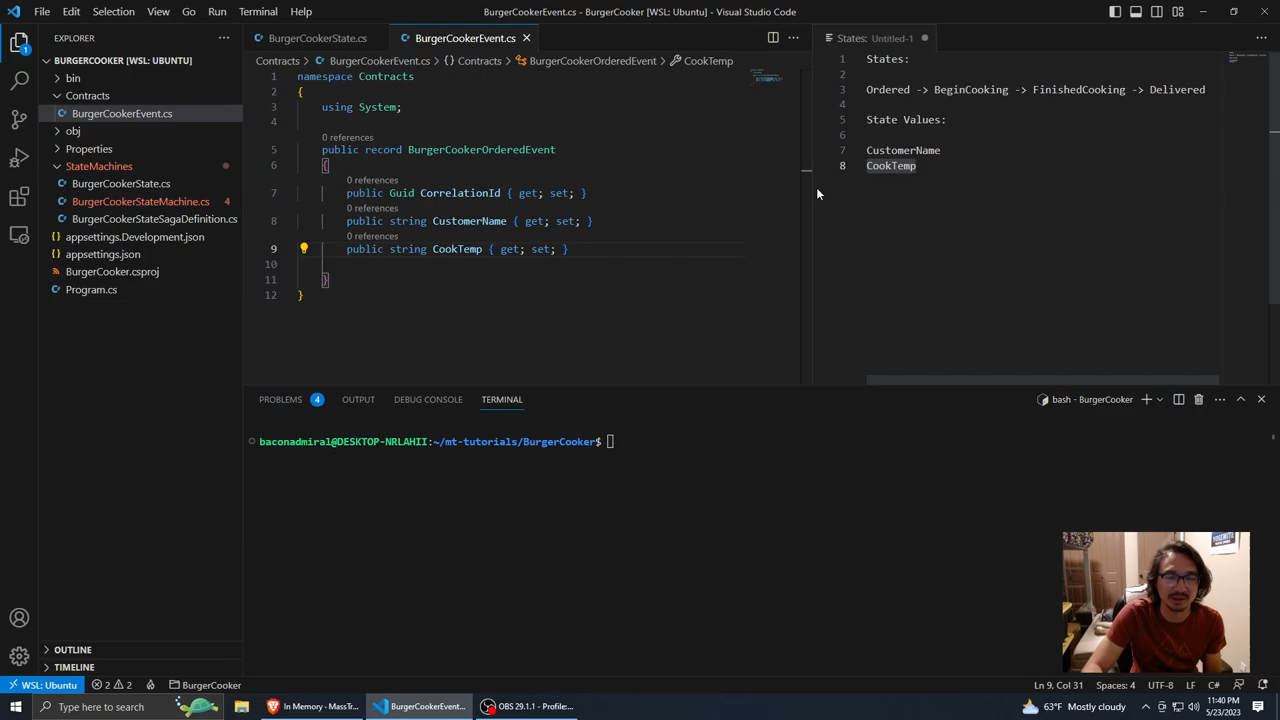 File Edit Selection View Go Run Terminal Help
BurgerCookerEvent.cs - BurgerCooker [WSL: Ubuntu] - Visual Studio Code
EXPLORER
BurgerCookerState.cs
BurgerCookerEvent.cs
States: Untitled-1
BURGERCOOKER [WSL: UBUNTU]
bin
Contracts
BurgerCookerEvent.cs
obj
Properties
StateMachines
BurgerCookerState.cs
BurgerCookerStateMachine.cs 4
BurgerCookerStateSagaDefinition.cs
appsettings.Development.json
appsettings.json
BurgerCooker.csproj
Program.cs
OUTLINE
TIMELINE
Contracts > BurgerCookerEvent.cs > {} Contracts > BurgerCookerOrderedEvent > CookTemp
1 namespace Contracts
2 {
3 using System;
4
0 references
5 public record BurgerCookerOrderedEvent
6 {
0 references
7 public Guid CorrelationId { get; set; }
0 references
8 public string CustomerName { get; set; }
0 references
9 public string CookTemp { get; set; }
10
11 }
12 }
1 States:
2
3 Ordered -> BeginCooking -> FinishedCooking -> Delivered
4
5 State Values:
6
7 CustomerName
8 CookTemp
PROBLEMS 4 OUTPUT DEBUG CONSOLE TERMINAL
bash - BurgerCooker
baconadmiral@DESKTOP-NRLAHII:~/mt-tutorials/BurgerCooker$
WSL: Ubuntu 2 2 BurgerCooker
Ln 9, Col 31 Spaces: 4 UTF-8 LF C#
Type here to search
In Memory - MassTr...
BurgerCookerEvent...
OBS 29.1.1 - Profile:...
63°F Mostly cloudy
11:40 PM
5/23/2023